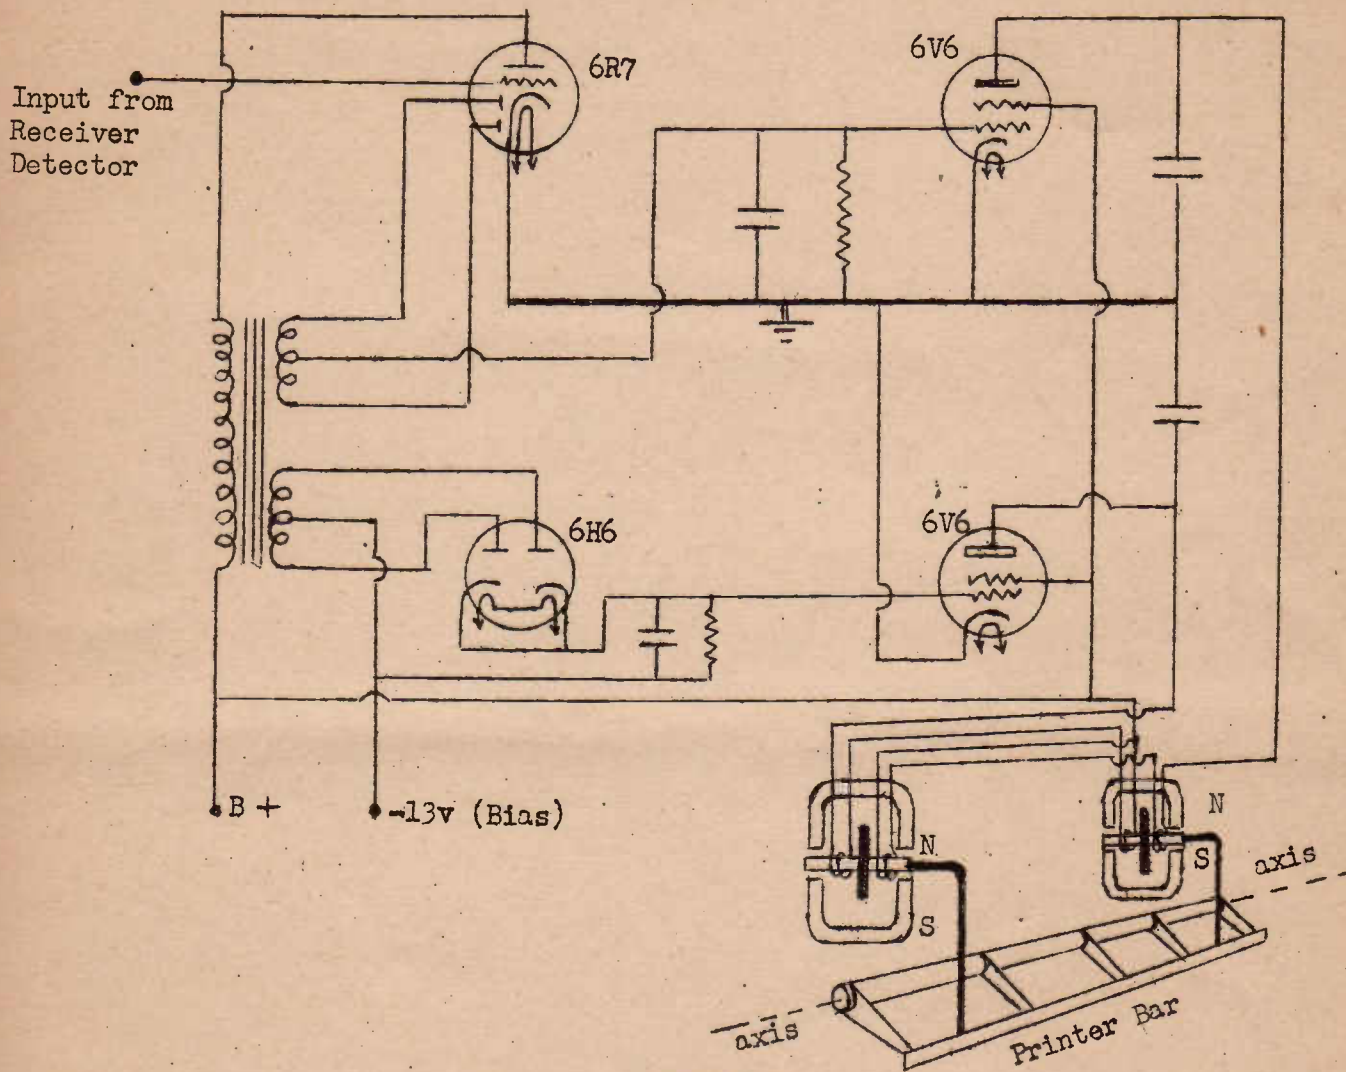 6R7
6V6
Input from
Receiver
Detector
6H6
6V6
B +
-13v (Bias)
N
S
N
S
axis
axis
Printer Bar